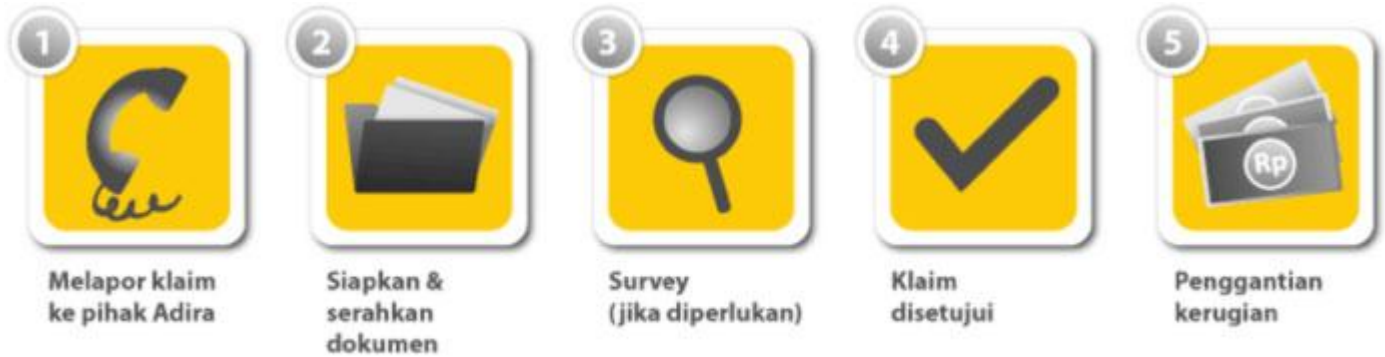 1
Melapor klaim
ke pihak Adira
2
Siapkan &
serahkan
dokumen
3
Survey
(jika diperlukan)
4
Klaim
disetujui
5
Rp
Penggantian
kerugian